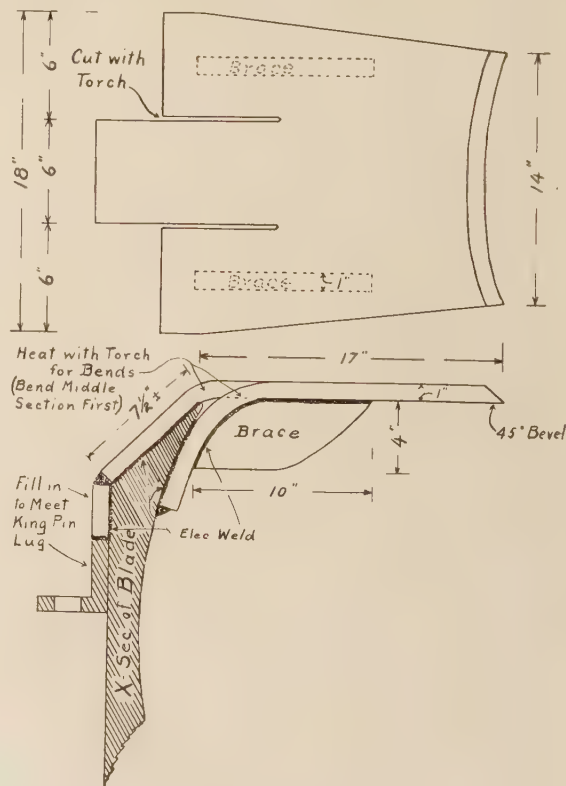 Cut with
Torch
6"
18"
6"
6"
Brace
14"
Brace
1"
Heat with Torch
for Bends
(Bend Middle
Section First)
17"
7½"±
1"
Brace
4"
45° Bevel
10"
Fill in
to Meet
King Pin
Lug
Elec Weld
X Sec of Blade